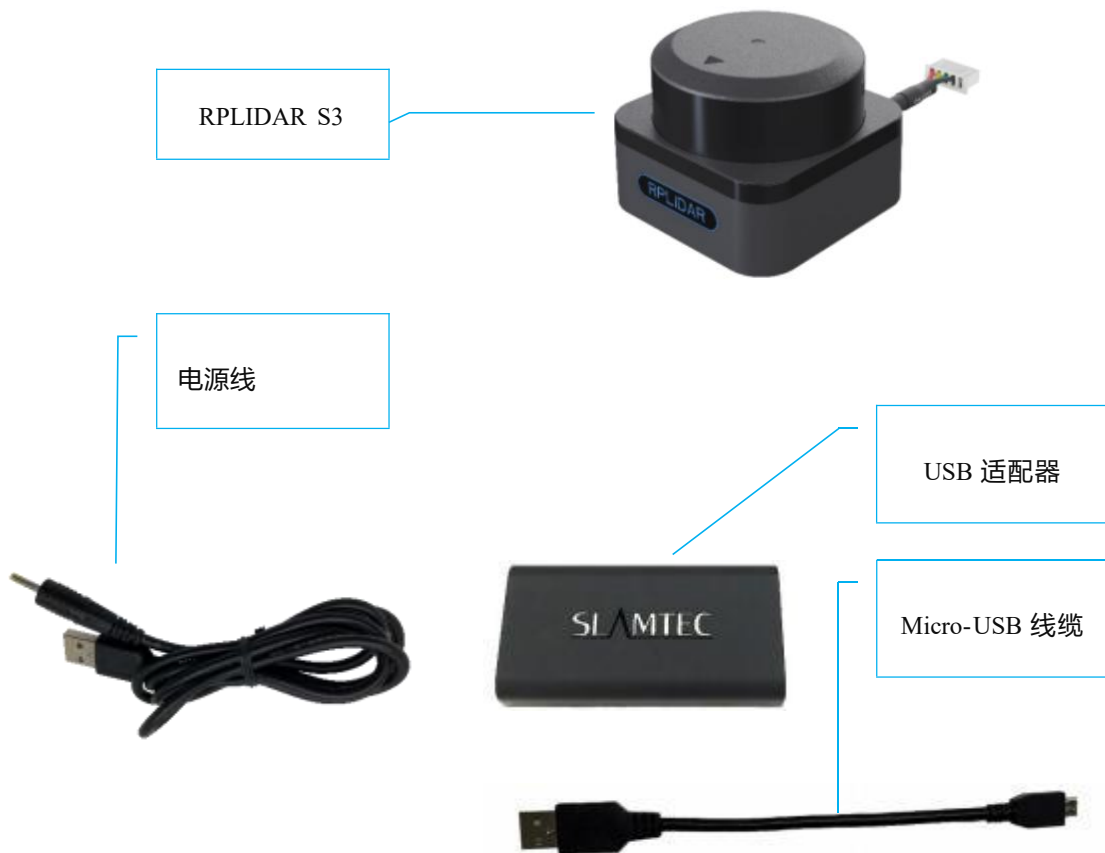 RPLIDAR S3
RPLIDAR
电源线
USB 适配器
SLAMTEC
Micro-USB 线缆